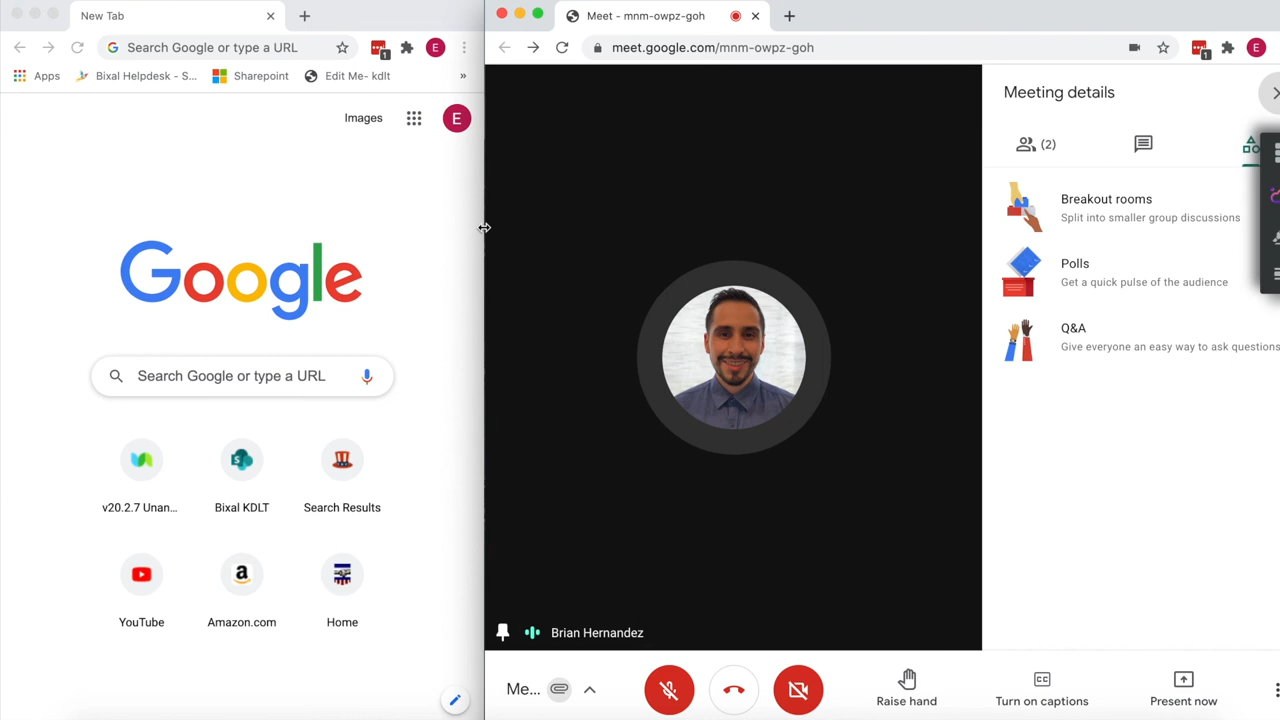 New Tab
Search Google or type a URL
1
E
Apps
Bixal Helpdesk - S...
Sharepoint
Edit Me- kdlt
»
Images
E
Google
Search Google or type a URL
v20.2.7 Unan...
Bixal KDLT
Search Results
YouTube
Amazon.com
Home
Meet - mnm-owpz-goh
meet.google.com/mnm-owpz-goh
1
E
Meeting details
(2)
Breakout rooms
Split into smaller group discussions
Polls
Get a quick pulse of the audience
Q&A
Give everyone an easy way to ask questions
Brian Hernandez
Me...
Raise hand
CC
Turn on captions
Present now